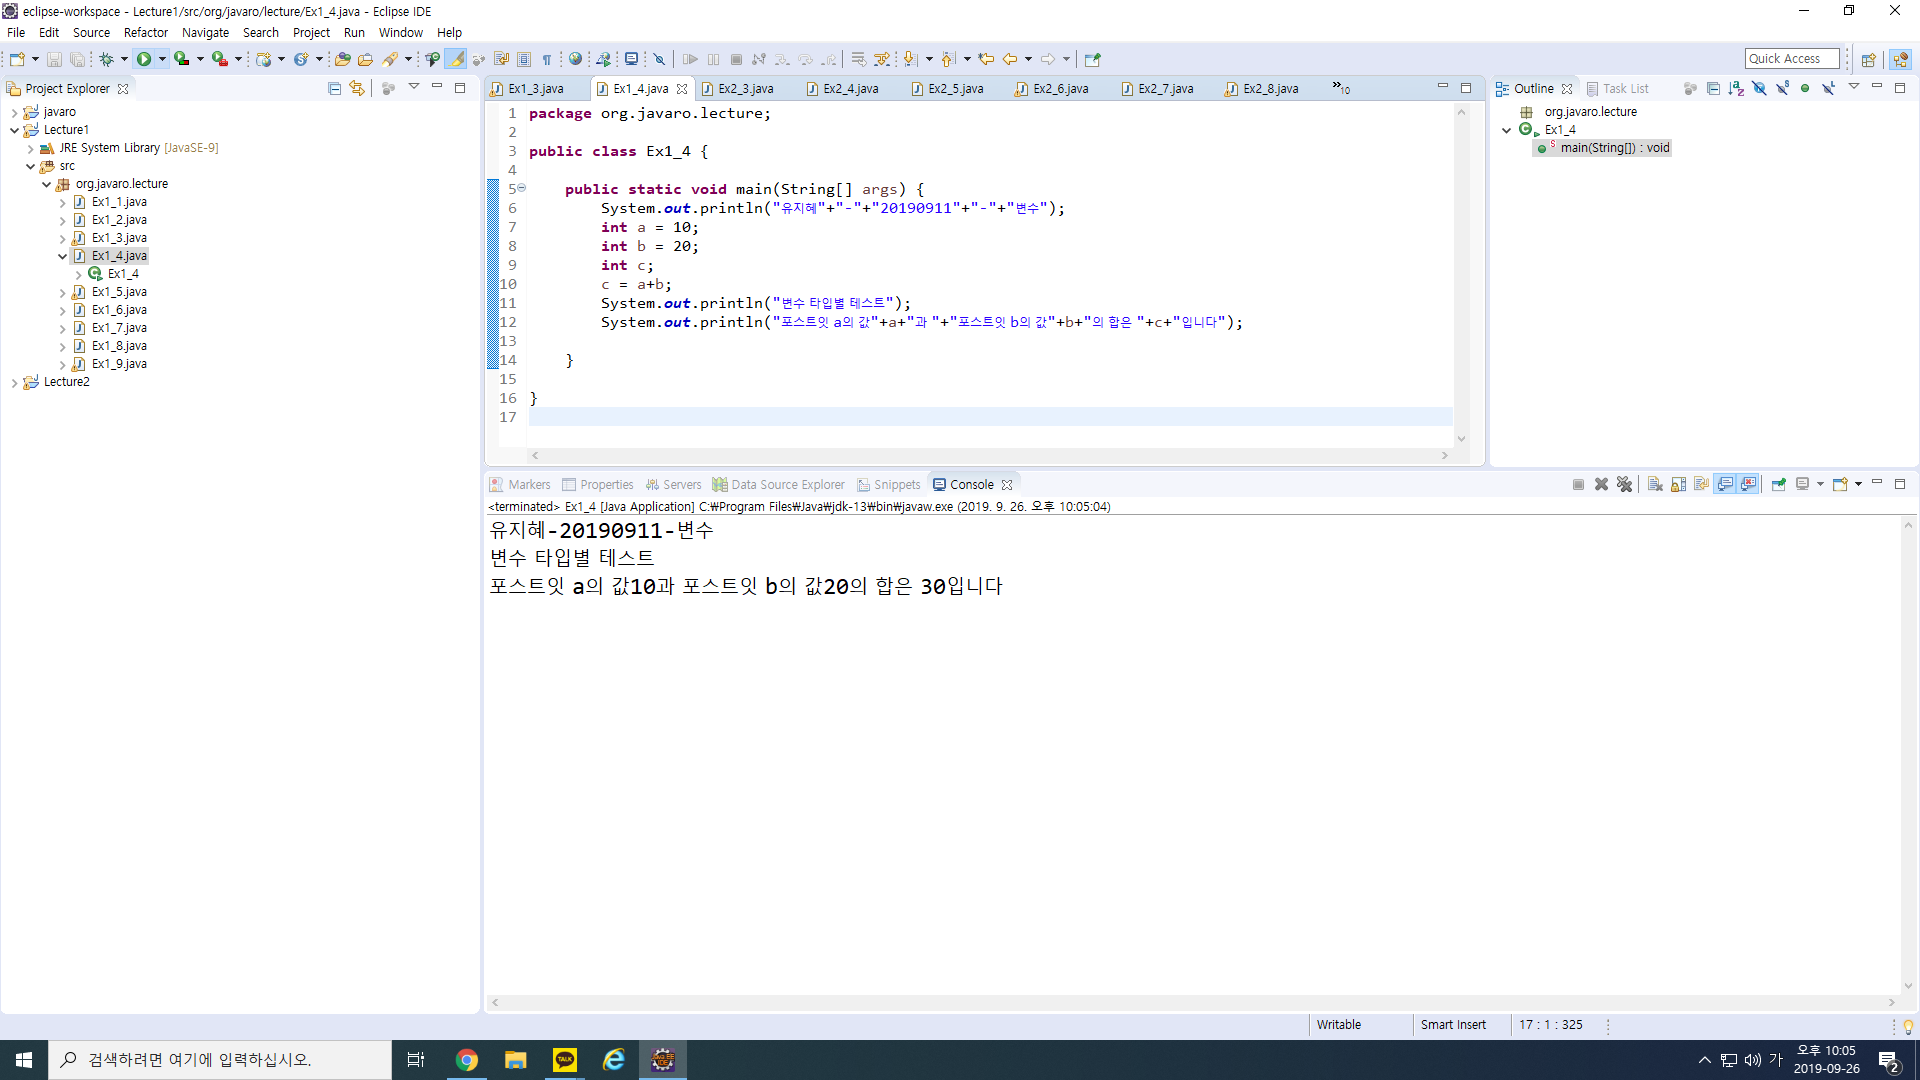 eclipse-workspace - Lecture1/src/org/javaro/lecture/Ex1_4.java - Eclipse IDE
File Edit Source Refactor Navigate Search Project Run Window Help
Quick Access
Project Explorer
javaro
Lecture1
JRE System Library [JavaSE-9]
src
org.javaro.lecture
Ex1_1.java
Ex1_2.java
Ex1_3.java
Ex1_4.java
Ex1_4
Ex1_5.java
Ex1_6.java
Ex1_7.java
Ex1_8.java
Ex1_9.java
Lecture2
Ex1_3.java Ex1_4.java Ex2_3.java Ex2_4.java Ex2_5.java Ex2_6.java Ex2_7.java Ex2_8.java »10
1 package org.javaro.lecture;
2
3 public class Ex1_4 {
4
5 public static void main(String[] args) {
6 System.out.println("유지혜"+"-"+"20190911"+"-"+"변수");
7 int a = 10;
8 int b = 20;
9 int c;
10 c = a+b;
11 System.out.println("변수 타입별 테스트");
12 System.out.println("포스트잇 a의 값"+a+"과 "+"포스트잇 b의 값"+b+"의 합은 "+c+"입니다");
13
14 }
15
16 }
17
Outline Task List
org.javaro.lecture
Ex1_4
main(String[]) : void
Markers Properties Servers Data Source Explorer Snippets Console
<terminated> Ex1_4 [Java Application] C:₩Program Files₩Java₩jdk-13₩bin₩javaw.exe (2019. 9. 26. 오후 10:05:04)
유지혜-20190911-변수
변수 타입별 테스트
포스트잇 a의 값10과 포스트잇 b의 값20의 합은 30입니다
Writable Smart Insert 17 : 1 : 325
검색하려면 여기에 입력하십시오.
TALK
가
오후 10:05
2019-09-26
2